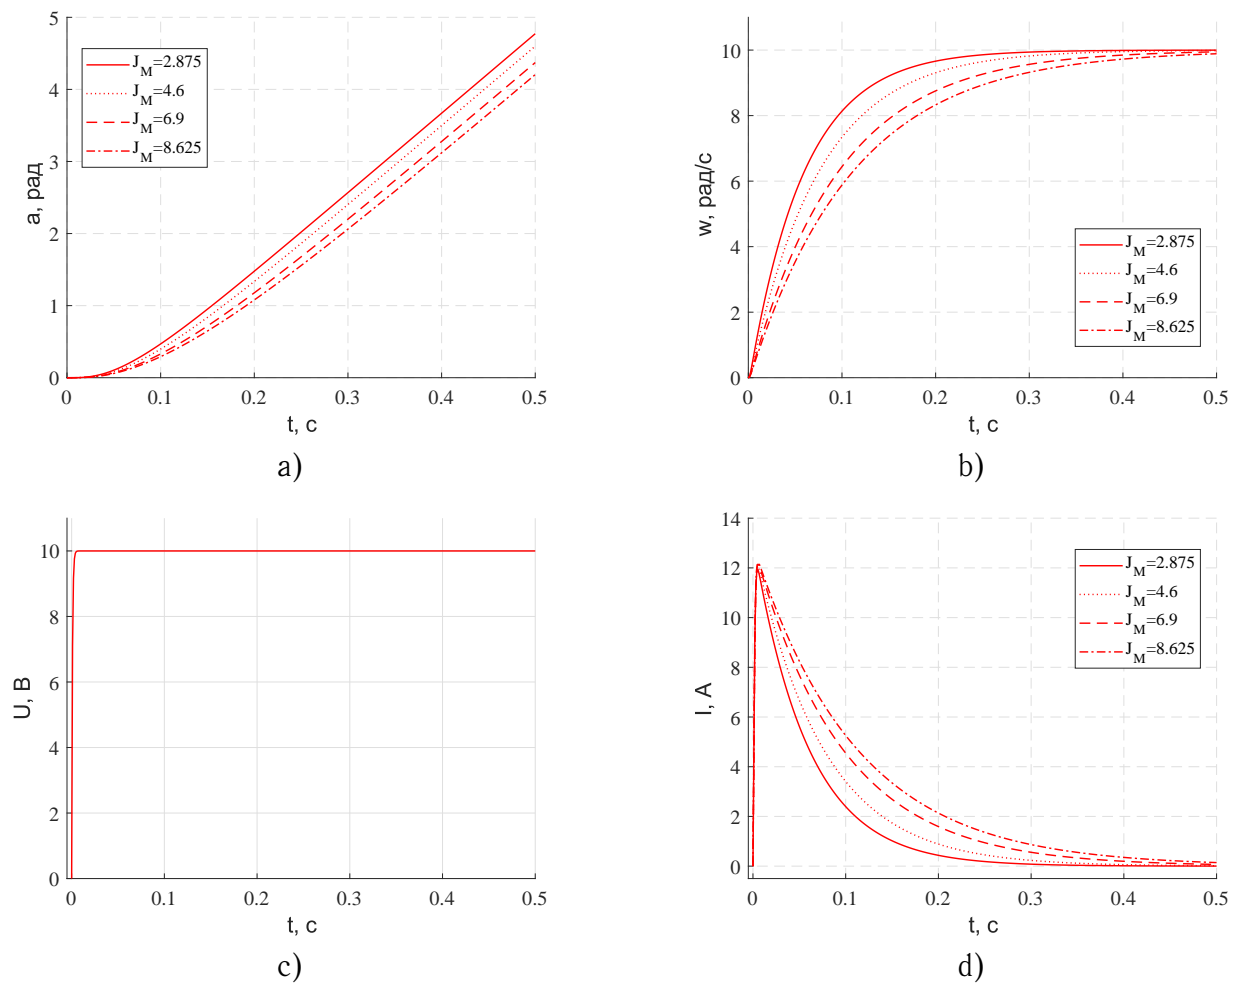 5
4
3
2
1
0
a, рад
J_M=2.875
J_M=4.6
J_M=6.9
J_M=8.625
0 0.1 0.2 0.3 0.4 0.5
t, c
a)
10
8
6
4
2
0
w, рад/с
J_M=2.875
J_M=4.6
J_M=6.9
J_M=8.625
0 0.1 0.2 0.3 0.4 0.5
t, c
b)
10
8
6
4
2
0
U, B
0 0.1 0.2 0.3 0.4 0.5
t, c
c)
14
12
10
8
6
4
2
0
I, A
J_M=2.875
J_M=4.6
J_M=6.9
J_M=8.625
0 0.1 0.2 0.3 0.4 0.5
t, c
d)